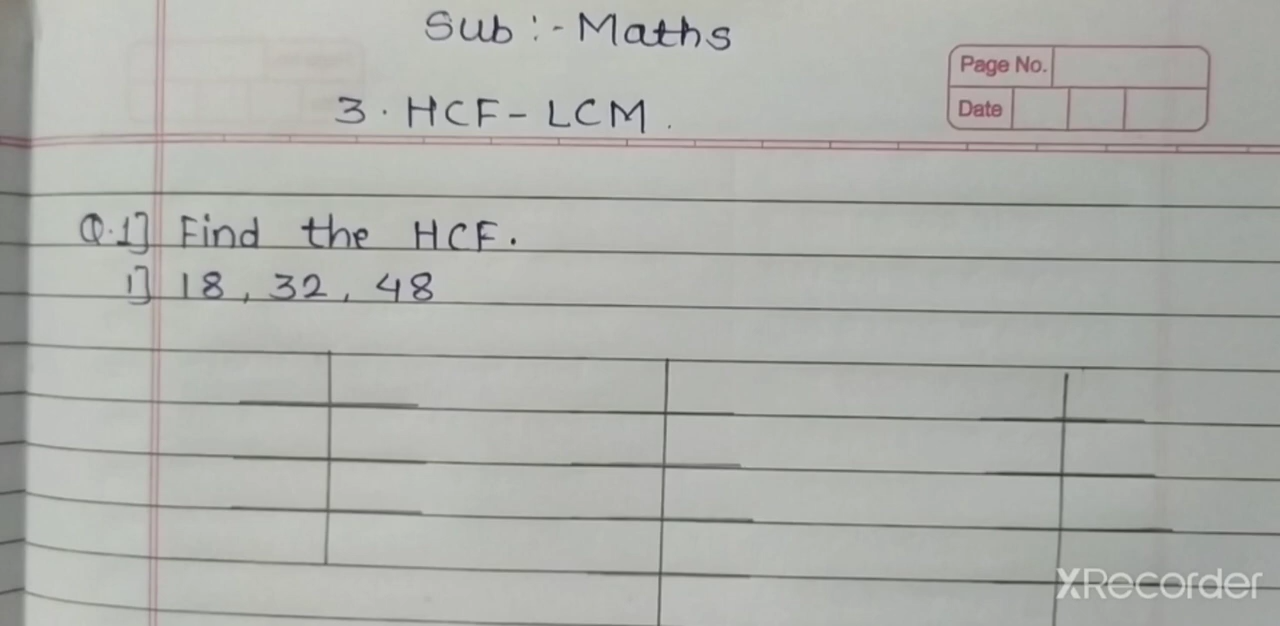 Sub :- Maths
Page No.
Date
3. HCF - LCM.
Q.1] Find the HCF.
1] 18, 32, 48
XRecorder